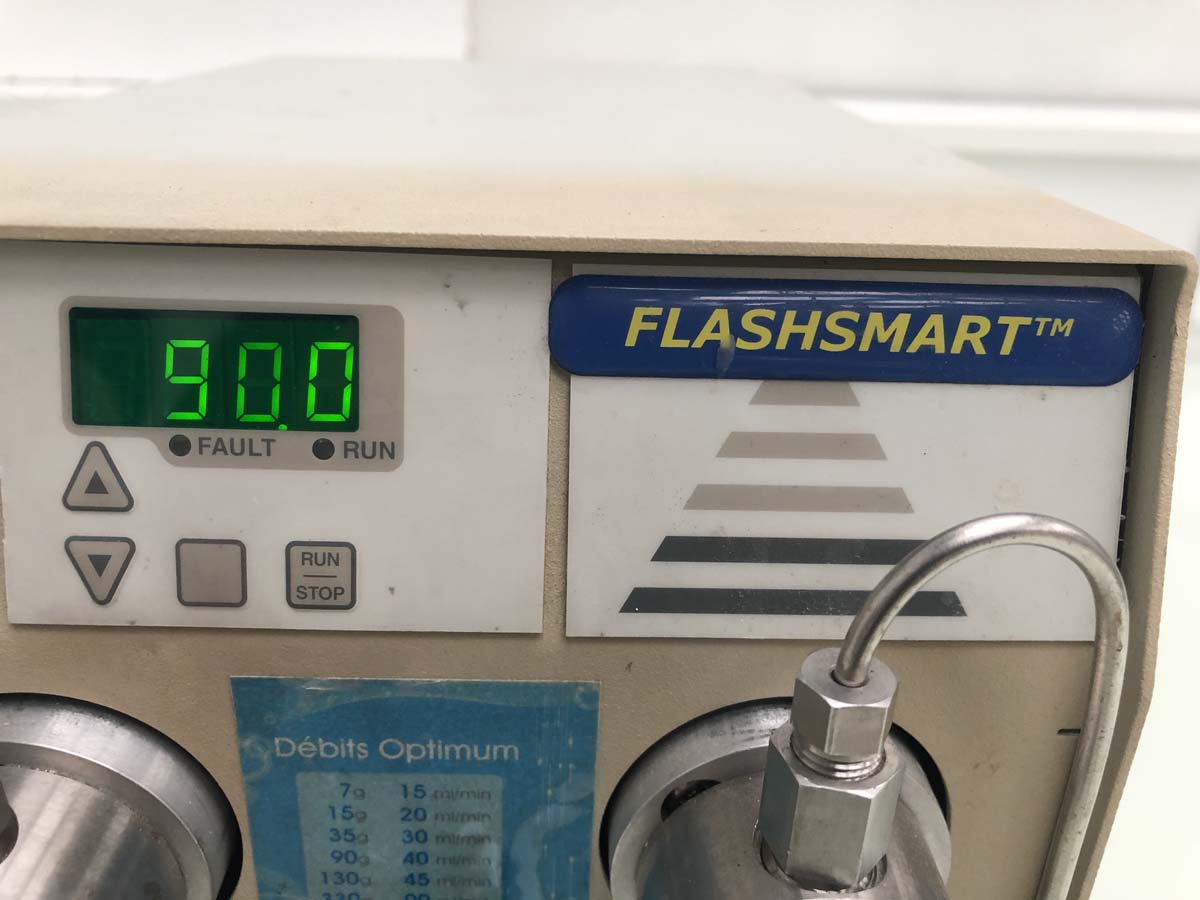 FLASHSMART™
90.0
FAULT RUN
RUN
STOP
Débits Optimum
7g 15 ml/min
15g 20 ml/min
35g 30 ml/min
90g 40 ml/min
130g 45 ml/min